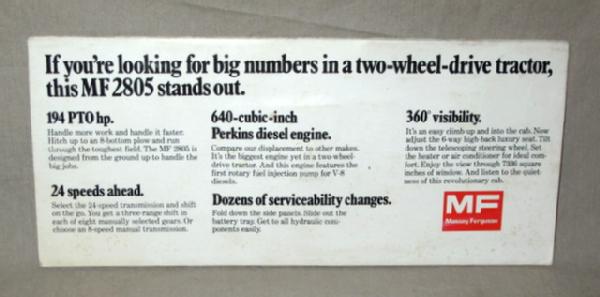 If you're looking for big numbers in a two-wheel-drive tractor,
this MF 2805 stands out.
194 PTO hp.
Handle more work and handle it faster.
Hitch up to an 8-bottom plow and run
through the toughest field. The MF 2805 is
designed from the ground up to handle the
big jobs.
24 speeds ahead.
Select the 24-speed transmission and shift
on the go. You get a three-range shift in
each of eight manually selected gears. Or
choose an 8-speed manual transmission.
640-cubic-inch
Perkins diesel engine.
Compare our displacement to other makes.
It's the biggest engine yet in a two-wheel-
drive tractor. And this engine features the
first rotary fuel injection pump for V-8
diesels.
Dozens of serviceability changes.
Fold down the side panels. Slide out the
battery tray. Get to all hydraulic com-
ponents easily.
360° visibility.
It's an easy climb up and into the cab. Now
adjust the 6-way high-back luxury seat. Tilt
down the telescoping steering wheel. Set
the heater or air conditioner for ideal com-
fort. Enjoy the view through 7336 square
inches of window. And listen to the quiet-
ness of this revolutionary cab.
MF
Massey Ferguson